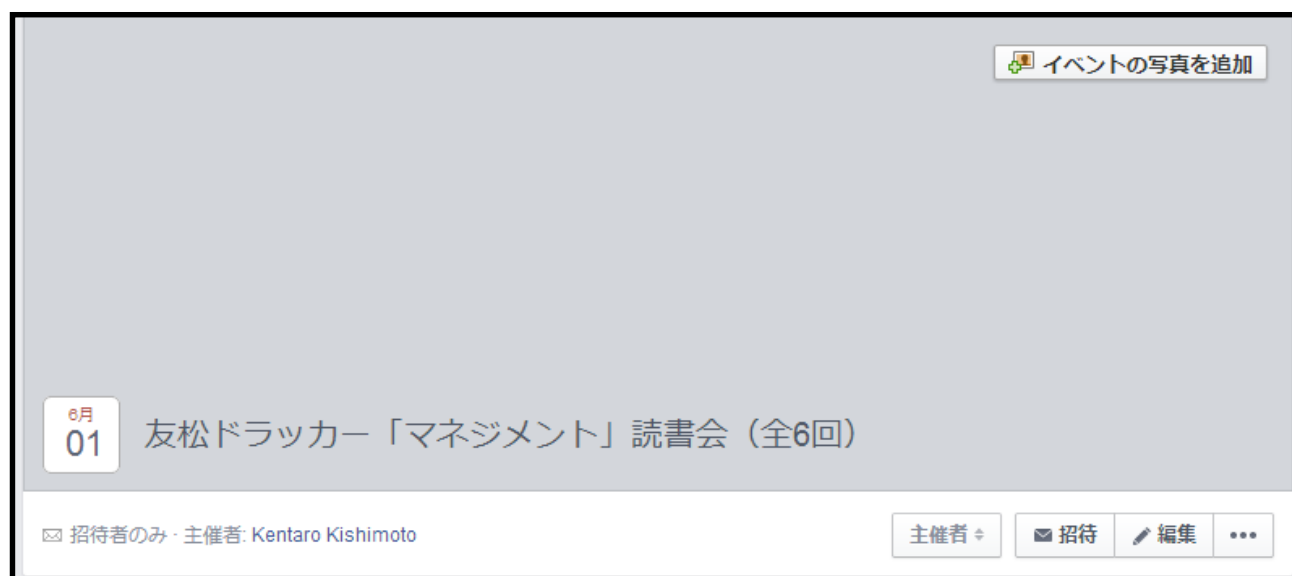 イベントの写真を追加
6月
01
友松ドラッカー「マネジメント」読書会（全6回）
招待者のみ · 主催者: Kentaro Kishimoto
主催者
招待
編集